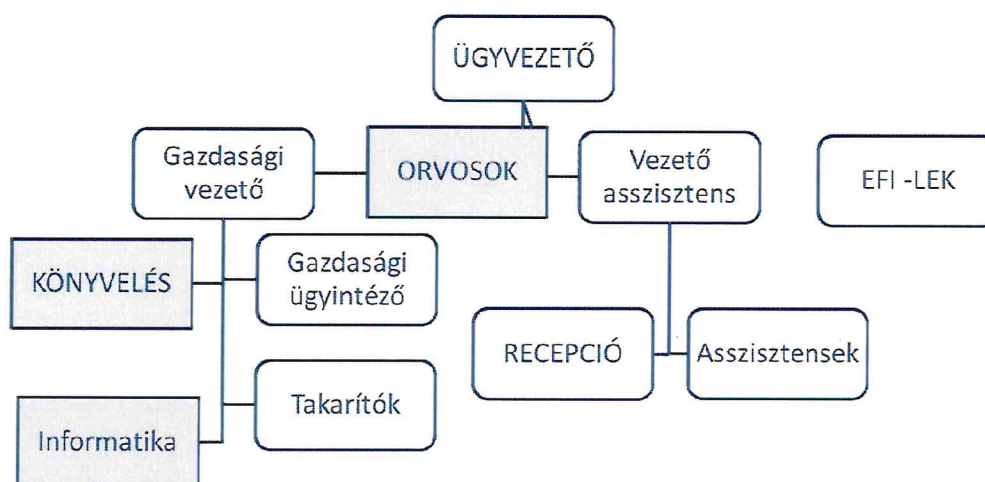 ÜGYVEZETŐ
Gazdasági
vezető
ORVOSOK
Vezető
asszisztens
EFI -LEK
KÖNYVELÉS
Gazdasági
ügyintéző
RECEPCIÓ
Asszisztensek
Takarítók
Informatika